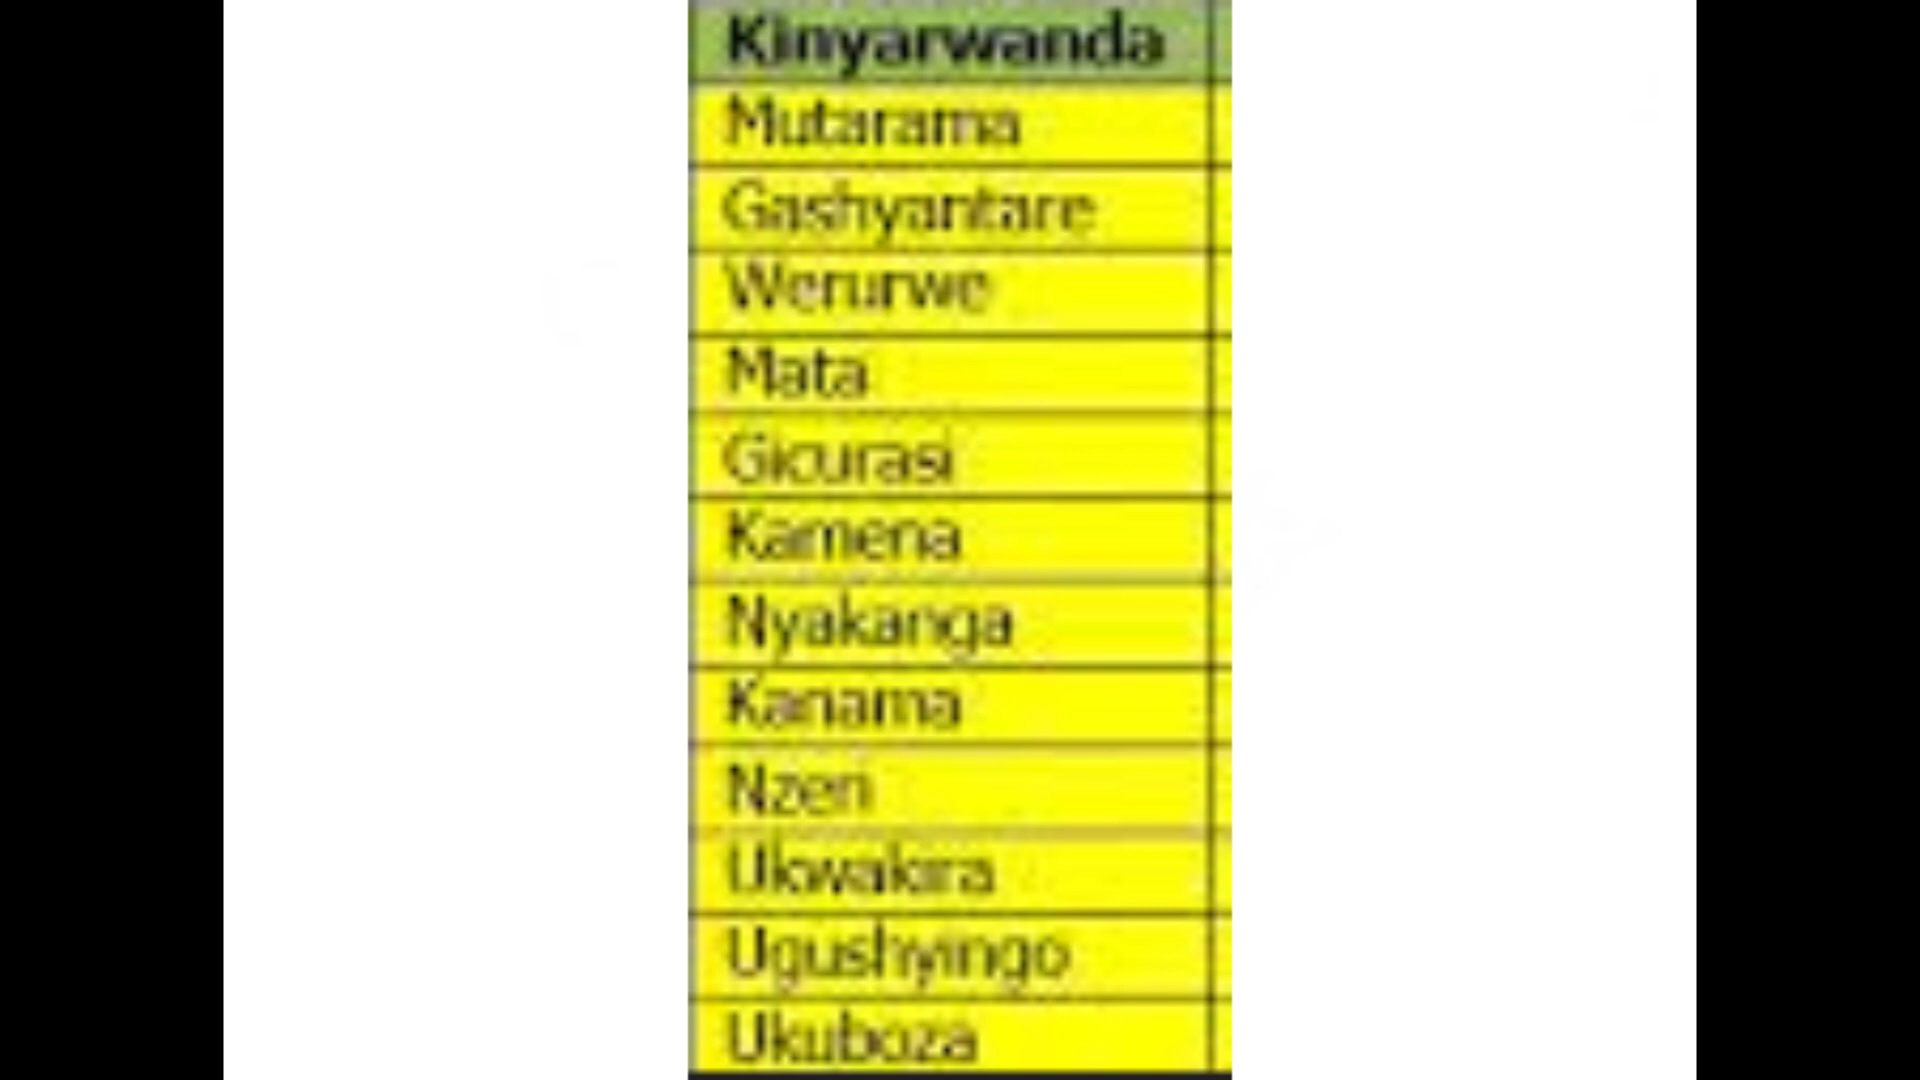 Kinyarwanda
Mutarama
Gashyantare
Werurwe
Mata
Gicurasi
Kamena
Nyakanga
Kanama
Nzeri
Ukwakira
Ugushyingo
Ukuboza